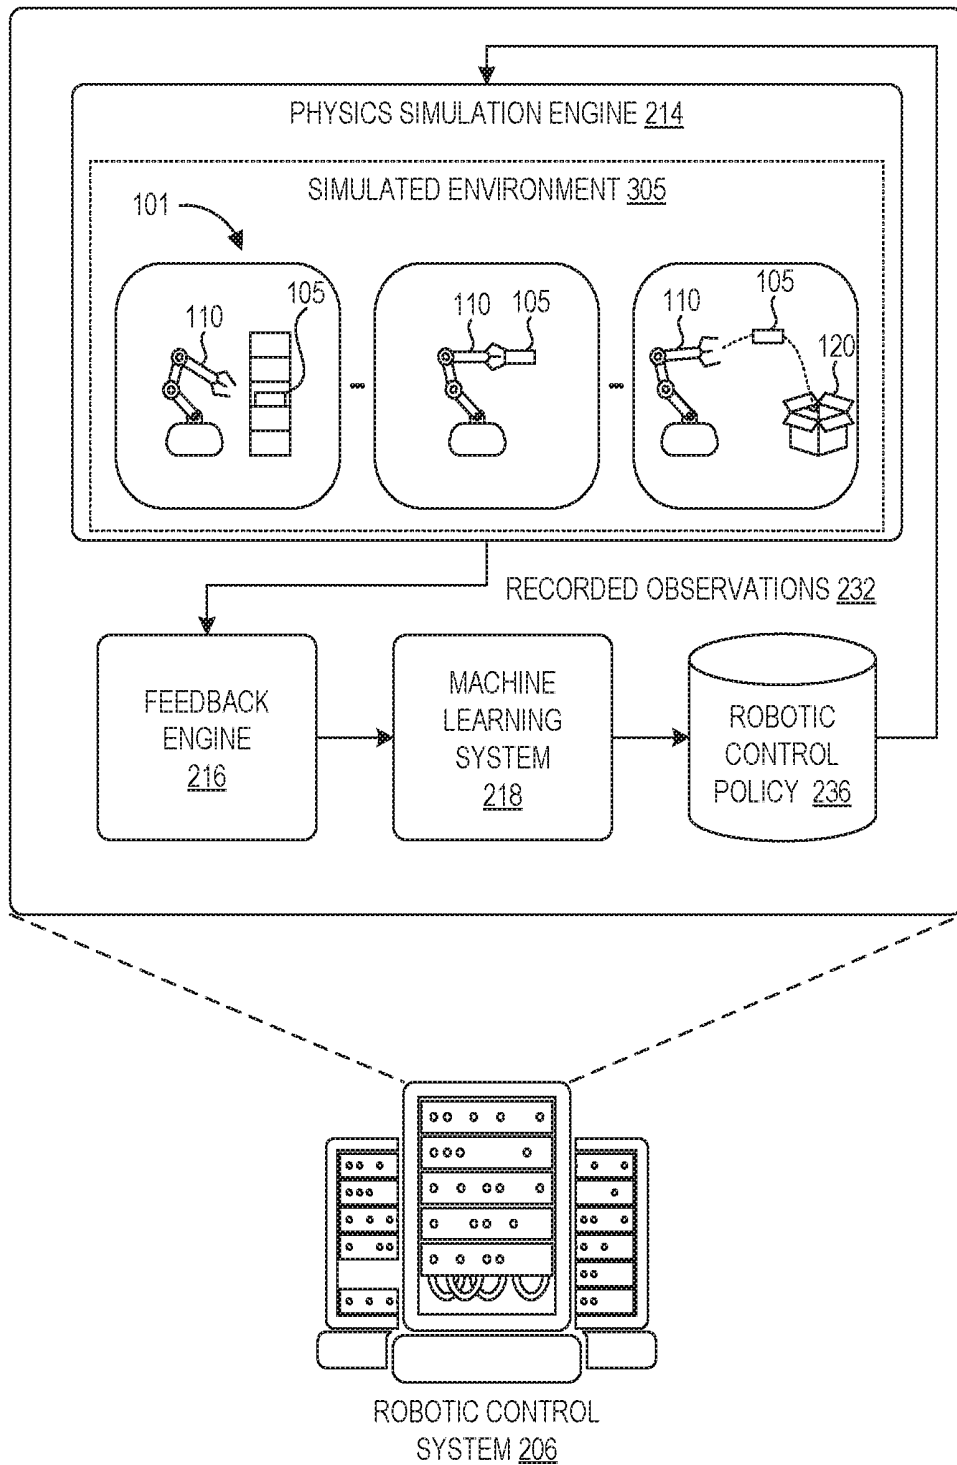 PHYSICS SIMULATION ENGINE 214
SIMULATED ENVIRONMENT 305
101
105
110
110
105
110
105
120
...
...
RECORDED OBSERVATIONS 232
FEEDBACK
ENGINE
216
MACHINE
LEARNING
SYSTEM
218
ROBOTIC
CONTROL
POLICY 236
ROBOTIC CONTROL
SYSTEM 206